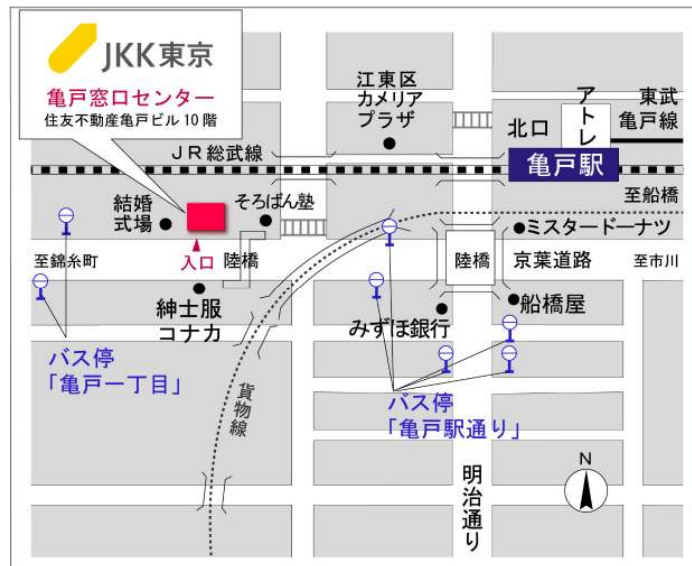 JKK東京
亀戸窓口センター
住友不動産亀戸ビル10階
江東区
カメリア
プラザ
アトレ
東武
亀戸線
北口
亀戸駅
JR総武線
至船橋
結婚
式場
そろばん塾
ミスタードーナツ
至錦糸町
入口
陸橋
陸橋
京葉道路
至市川
紳士服
コナカ
みずほ銀行
船橋屋
バス停
「亀戸一丁目」
貨物線
バス停
「亀戸駅通り」
明治通り
N